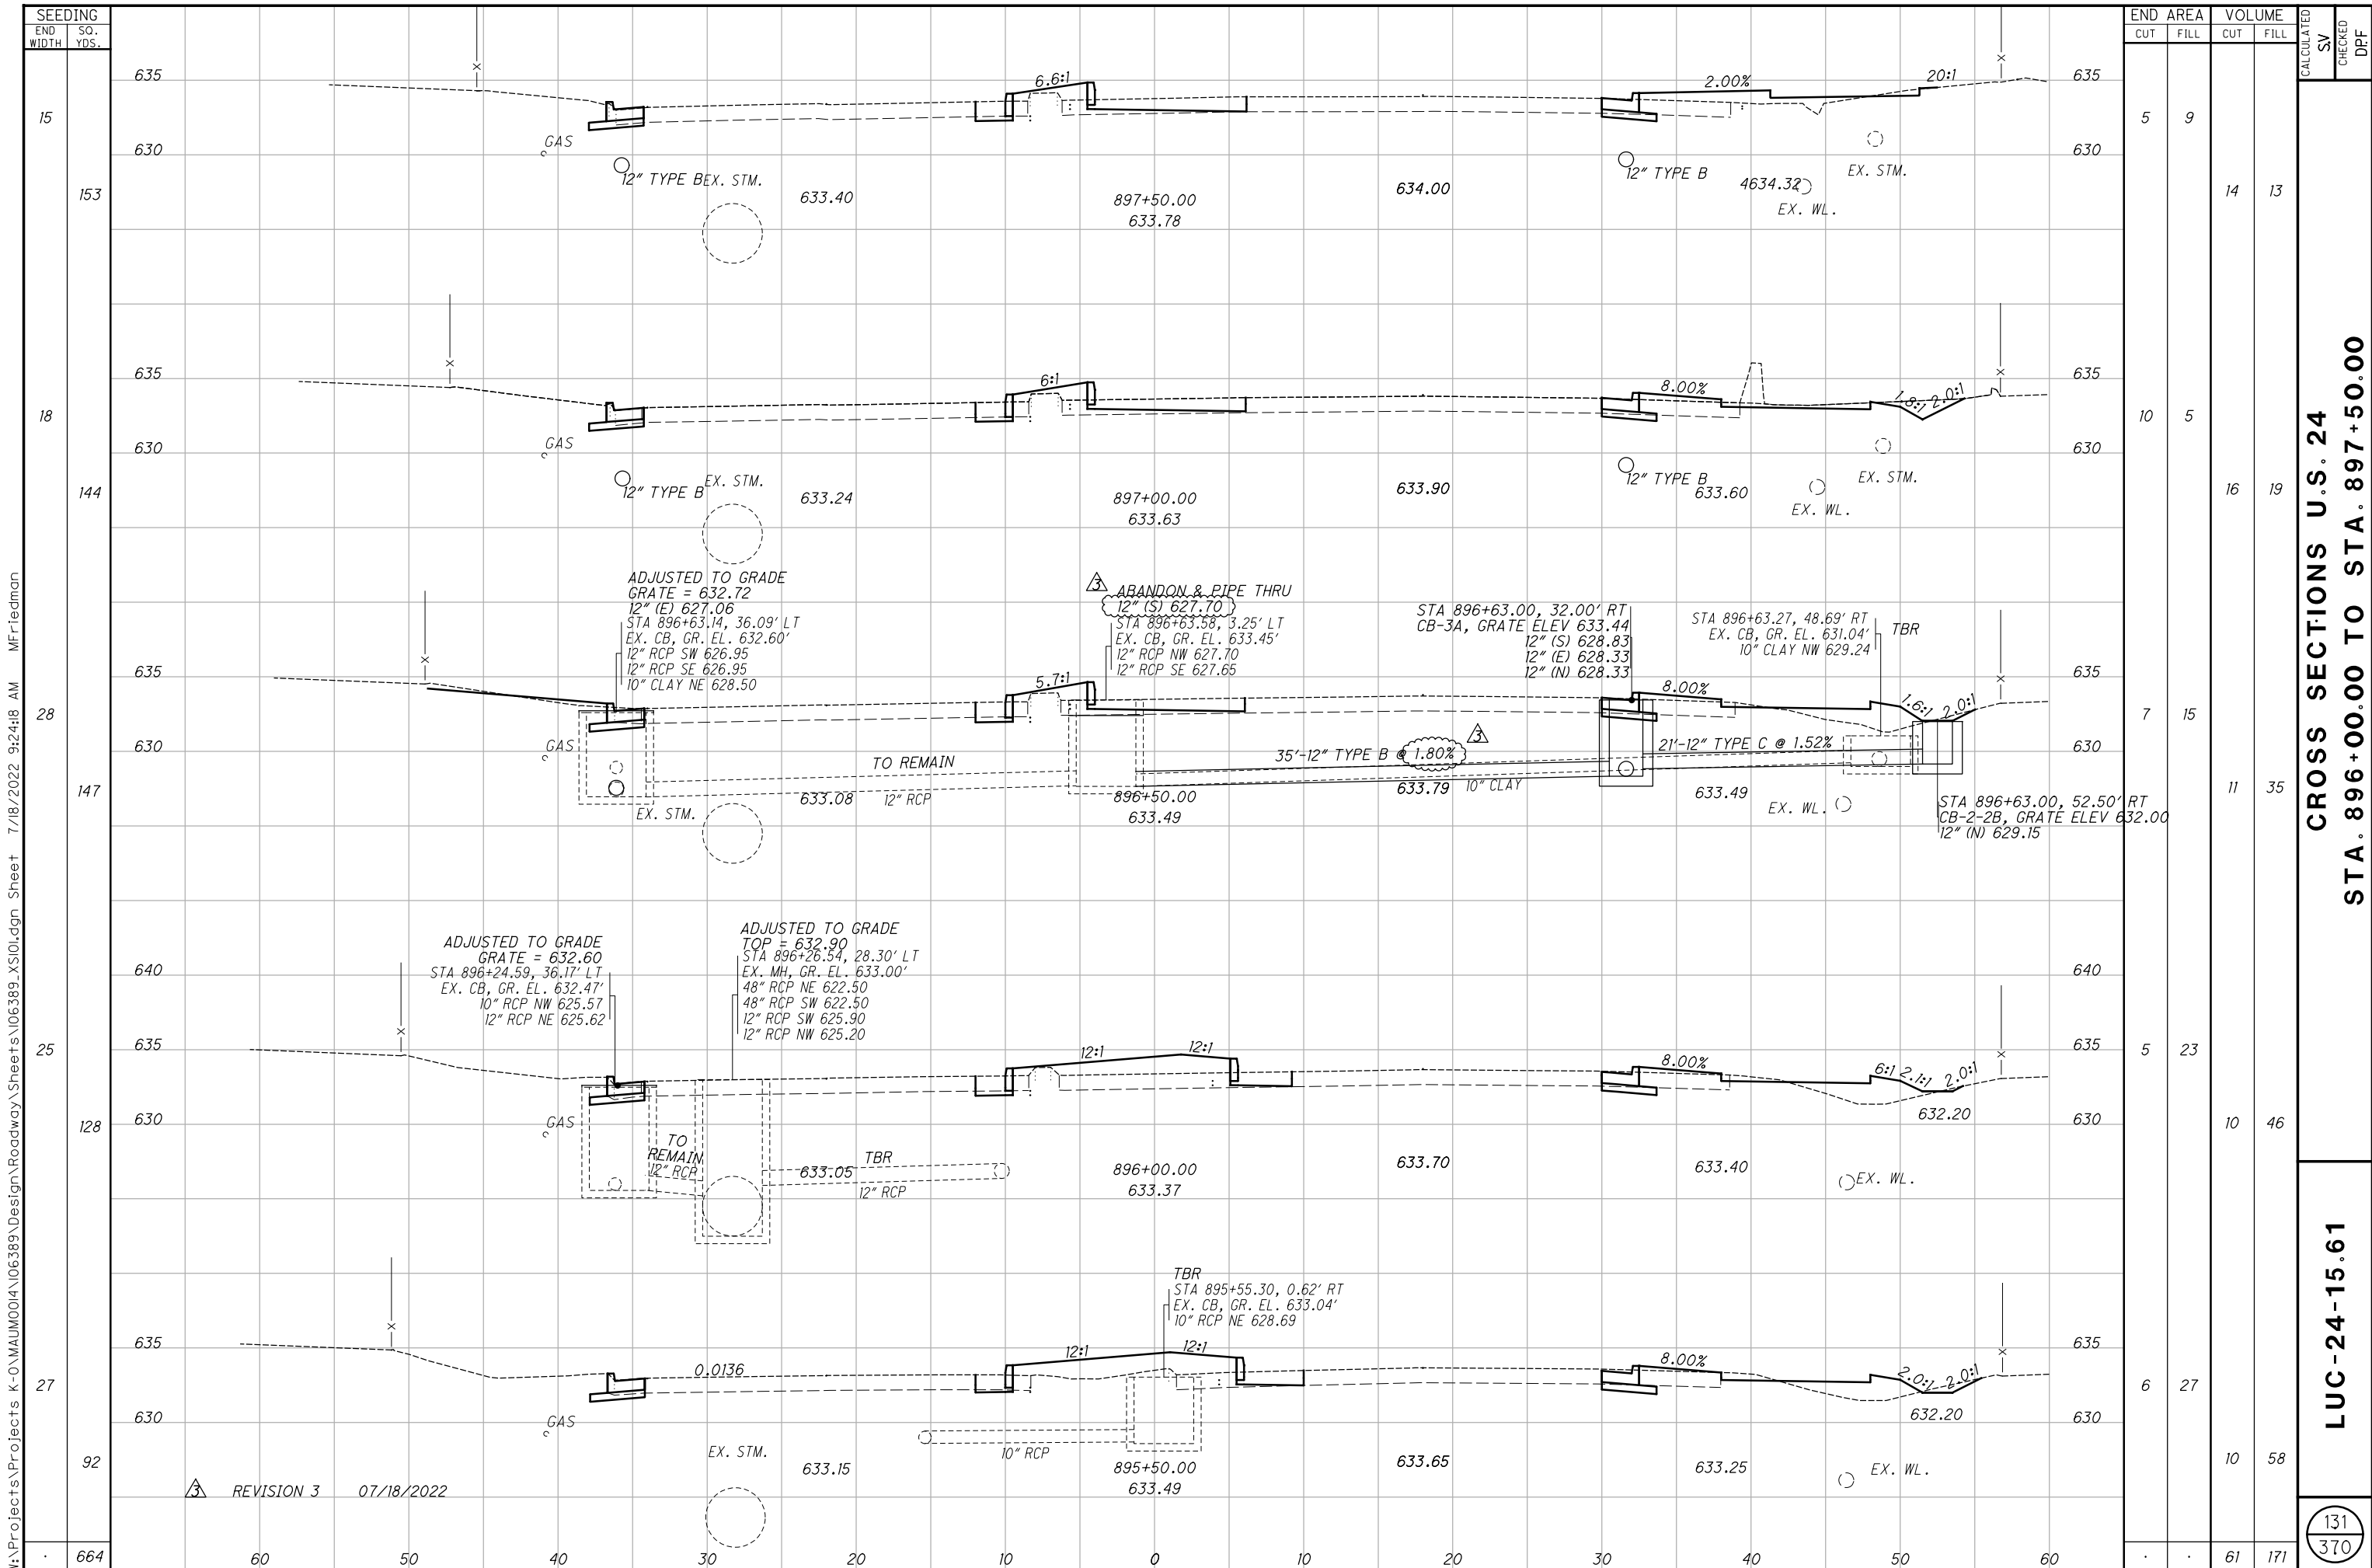 SEEDING
END WIDTH
SQ. YDS.
END AREA
VOLUME
CUT
FILL
CUT
FILL
CALCULATED
SV
CHECKED
DPF
635
6.6:1
2.00%
20:1
635
15
5
9
630
GAS
630
12" TYPE B
EX. STM.
12" TYPE B
EX. STM.
153
633.40
897+50.00
633.78
634.00
4634.32
EX. WL.
14
13
635
6:1
8.00%
1.8:1
2.0:1
635
18
10
5
630
GAS
630
12" TYPE B
EX. STM.
12" TYPE B
EX. STM.
144
633.24
897+00.00
633.63
633.90
633.60
EX. WL.
16
19
ADJUSTED TO GRADE
GRATE = 632.72
12" (E) 627.06
STA 896+63.14, 36.09' LT
EX. CB, GR. EL. 632.60'
12" RCP SW 626.95
12" RCP SE 626.95
10" CLAY NE 628.50
3
ABANDON & PIPE THRU
12" (S) 627.70
STA 896+63.58, 3.25' LT
EX. CB, GR. EL. 633.45'
12" RCP NW 627.70
12" RCP SE 627.65
STA 896+63.00, 32.00' RT
CB-3A, GRATE ELEV 633.44
12" (S) 628.83
12" (E) 628.33
12" (N) 628.33
STA 896+63.27, 48.69' RT
EX. CB, GR. EL. 631.04'
10" CLAY NW 629.24
TBR
635
5.7:1
8.00%
1.6:1
2.0:1
635
28
7
15
630
GAS
TO REMAIN
35'-12" TYPE B @ 1.80%
3
21'-12" TYPE C @ 1.52%
630
147
EX. STM.
633.08
12" RCP
896+50.00
633.49
633.79
10" CLAY
633.49
EX. WL.
STA 896+63.00, 52.50' RT
CB-2-2B, GRATE ELEV 632.00
12" (N) 629.15
11
35
ADJUSTED TO GRADE
GRATE = 632.60
STA 896+24.59, 36.17' LT
EX. CB, GR. EL. 632.47'
10" RCP NW 625.57
12" RCP NE 625.62
ADJUSTED TO GRADE
TOP = 632.90
STA 896+26.54, 28.30' LT
EX. MH, GR. EL. 633.00'
48" RCP NE 622.50
48" RCP SW 622.50
12" RCP SW 625.90
12" RCP NW 625.20
640
640
25
635
12:1
12:1
8.00%
6:1
2.1:1
2.0:1
635
5
23
632.20
128
630
GAS
630
10
46
TO
REMAIN
12" RCP
TBR
633.05
12" RCP
896+00.00
633.37
633.70
633.40
EX. WL.
TBR
STA 895+55.30, 0.62' RT
EX. CB, GR. EL. 633.04'
10" RCP NE 628.69
635
0.0136
12:1
12:1
8.00%
2.0:1
2.0:1
635
27
6
27
632.20
630
GAS
630
EX. STM.
10" RCP
92
633.15
895+50.00
633.49
633.65
633.25
EX. WL.
10
58
3 REVISION 3 07/18/2022
·
664
60
50
40
30
20
10
0
10
20
30
40
50
60
·
·
61
171
CROSS SECTIONS U.S. 24
STA. 896+00.00 TO STA. 897+50.00
LUC-24-15.61
131
370
W:\Projects\Projects K-O\MAUM0014\106389\Design\Roadway\Sheets\106389_XS101.dgn Sheet 7/18/2022 9:24:18 AM MFriedman